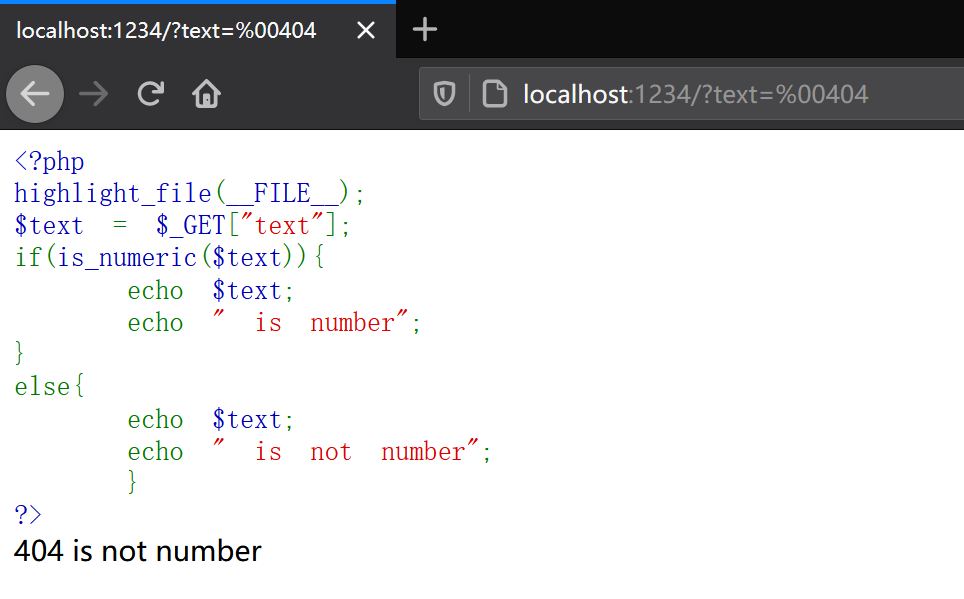 localhost:1234/?text=%00404
localhost:1234/?text=%00404
<?php
highlight_file(__FILE__);
$text = $_GET["text"];
if(is_numeric($text)){
echo $text;
echo " is number";
}
else{
echo $text;
echo " is not number";
}
?>
404 is not number